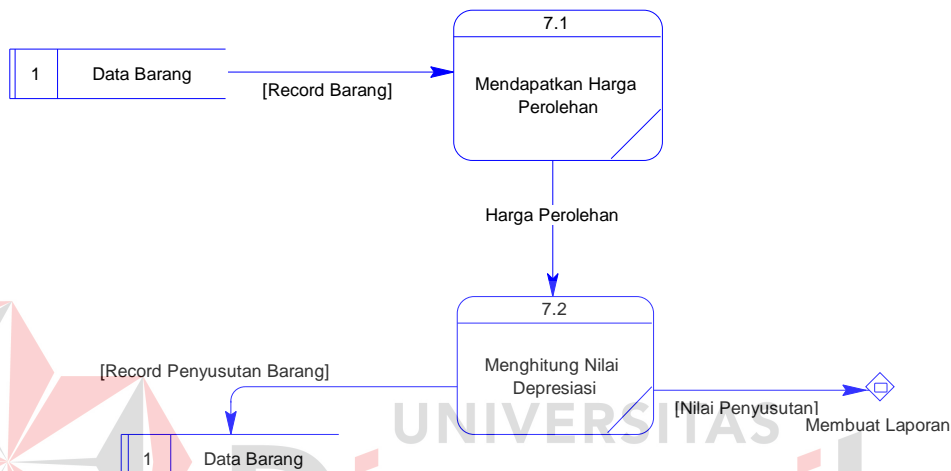 7.1
1
Data Barang
[Record Barang]
Mendapatkan Harga
Perolehan
Harga Perolehan
7.2
Menghitung Nilai
Depresiasi
[Record Penyusutan Barang]
[Nilai Penyusutan]
Membuat Laporan
UNIVERSITAS
1
Data Barang